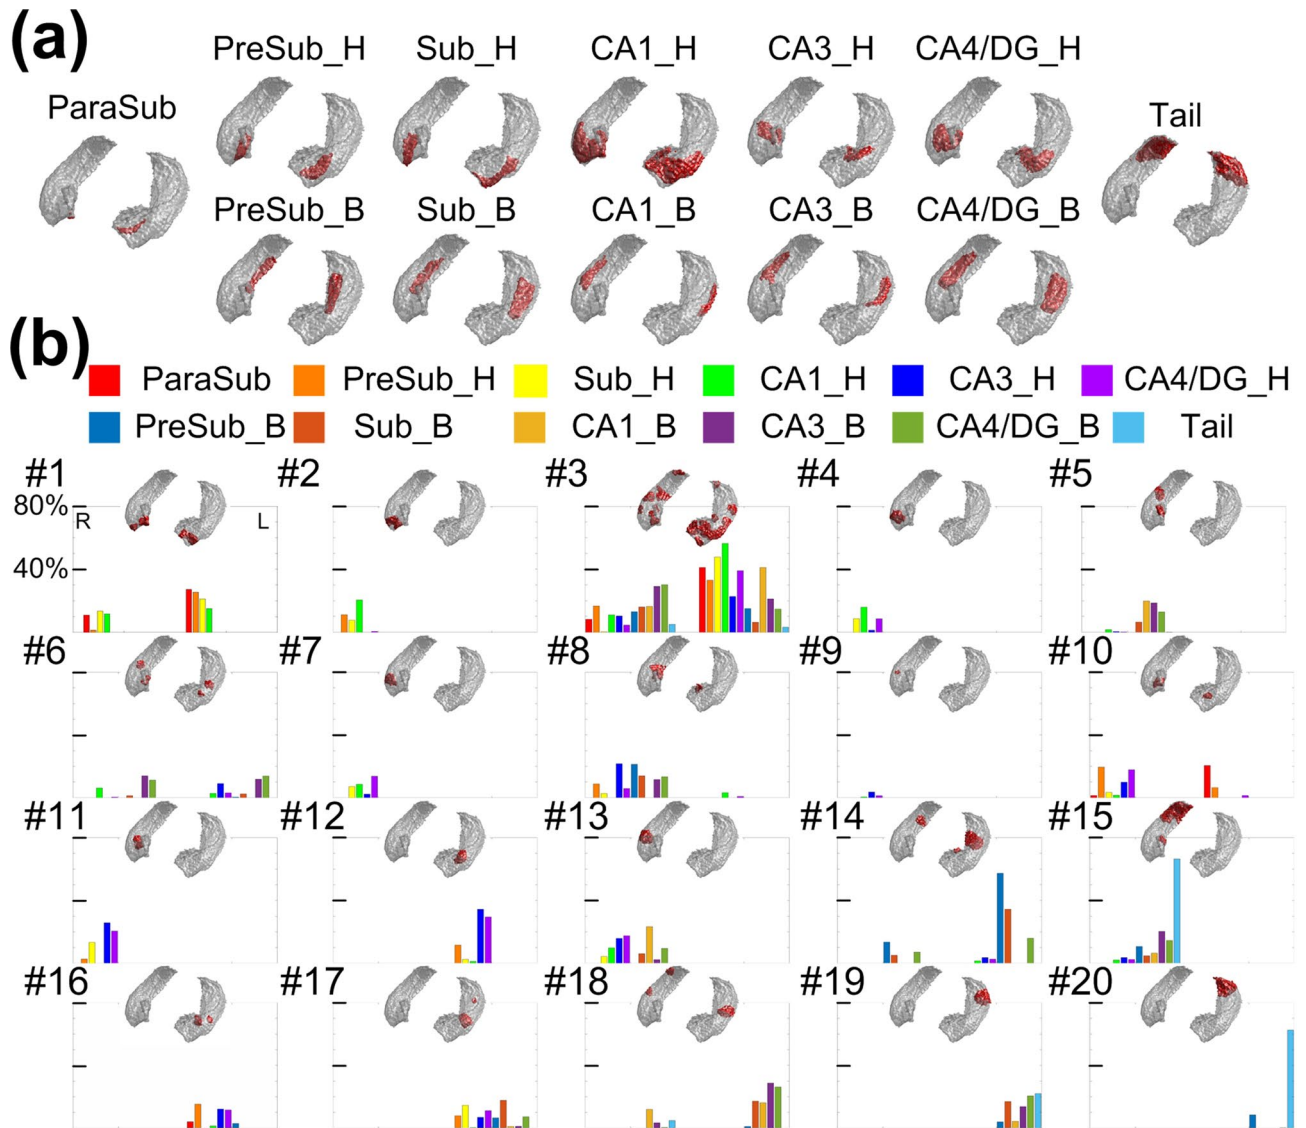 (a)
PreSub_H Sub_H CA1_H CA3_H CA4/DG_H
ParaSub
Tail
PreSub_B Sub_B CA1_B CA3_B CA4/DG_B
(b)
ParaSub PreSub_H Sub_H CA1_H CA3_H CA4/DG_H
PreSub_B Sub_B CA1_B CA3_B CA4/DG_B Tail
#1 #2 #3 #4 #5
80%
R L
40%
#6 #7 #8 #9 #10
#11 #12 #13 #14 #15
#16 #17 #18 #19 #20